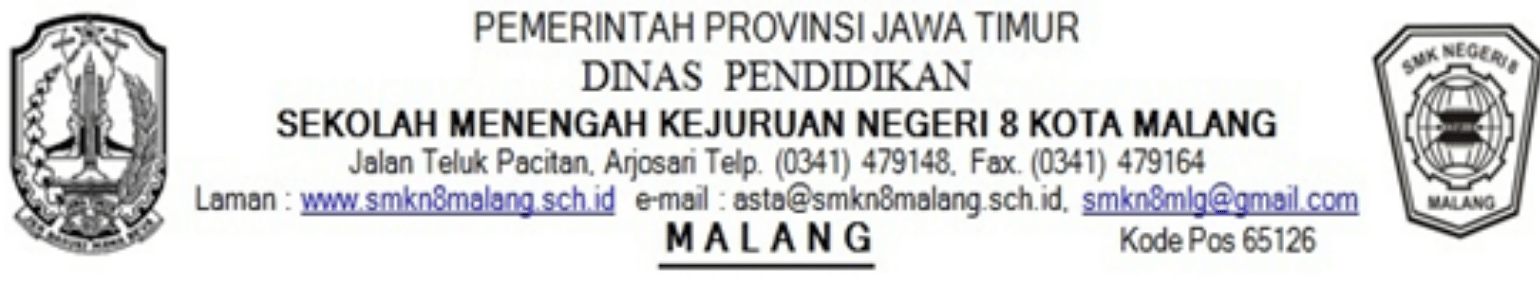 PEMERINTAH PROVINSI JAWA TIMUR
DINAS PENDIDIKAN
SEKOLAH MENENGAH KEJURUAN NEGERI 8 KOTA MALANG
Jalan Teluk Pacitan, Arjosari Telp. (0341) 479148, Fax. (0341) 479164
Laman : www.smkn8malang.sch.id e-mail : asta@smkn8malang.sch.id, smkn8mlg@gmail.com
MALANG
Kode Pos 65126
SMK NEGERI 8
MALANG